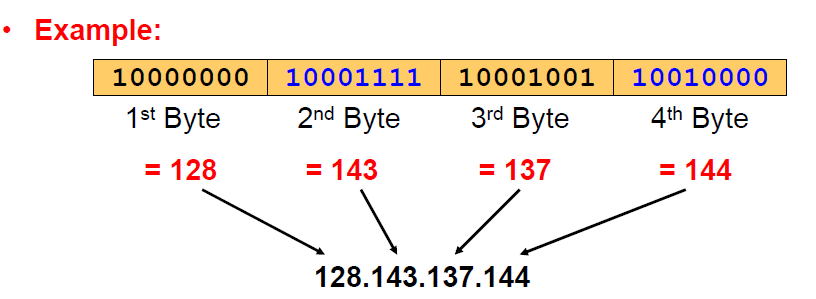 • Example:
10000000 10001111 10001001 10010000
1st Byte 2nd Byte 3rd Byte 4th Byte
= 128 = 143 = 137 = 144
128.143.137.144